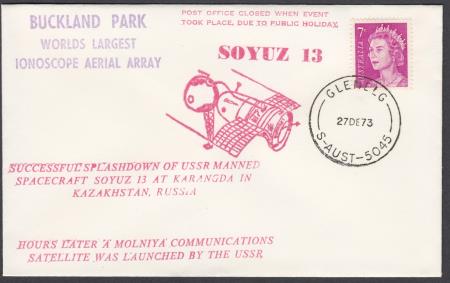 BUCKLAND PARK
WORLDS LARGEST
IONOSCOPE AERIAL ARRAY
POST OFFICE CLOSED WHEN EVENT
TOOK PLACE, DUE TO PUBLIC HOLIDAY
SOYUZ 13
7c
AUSTRALIA
GLENELG
27DE73
S-AUST-5045
SUCCESSFUL SPLASHDOWN OF USSR MANNED
SPACECRAFT SOYUZ 13 AT KARANGDA IN
KAZAKHSTAN, RUSSIA
HOURS LATER A MOLNIYA COMMUNICATIONS
SATELLITE WAS LAUNCHED BY THE USSR